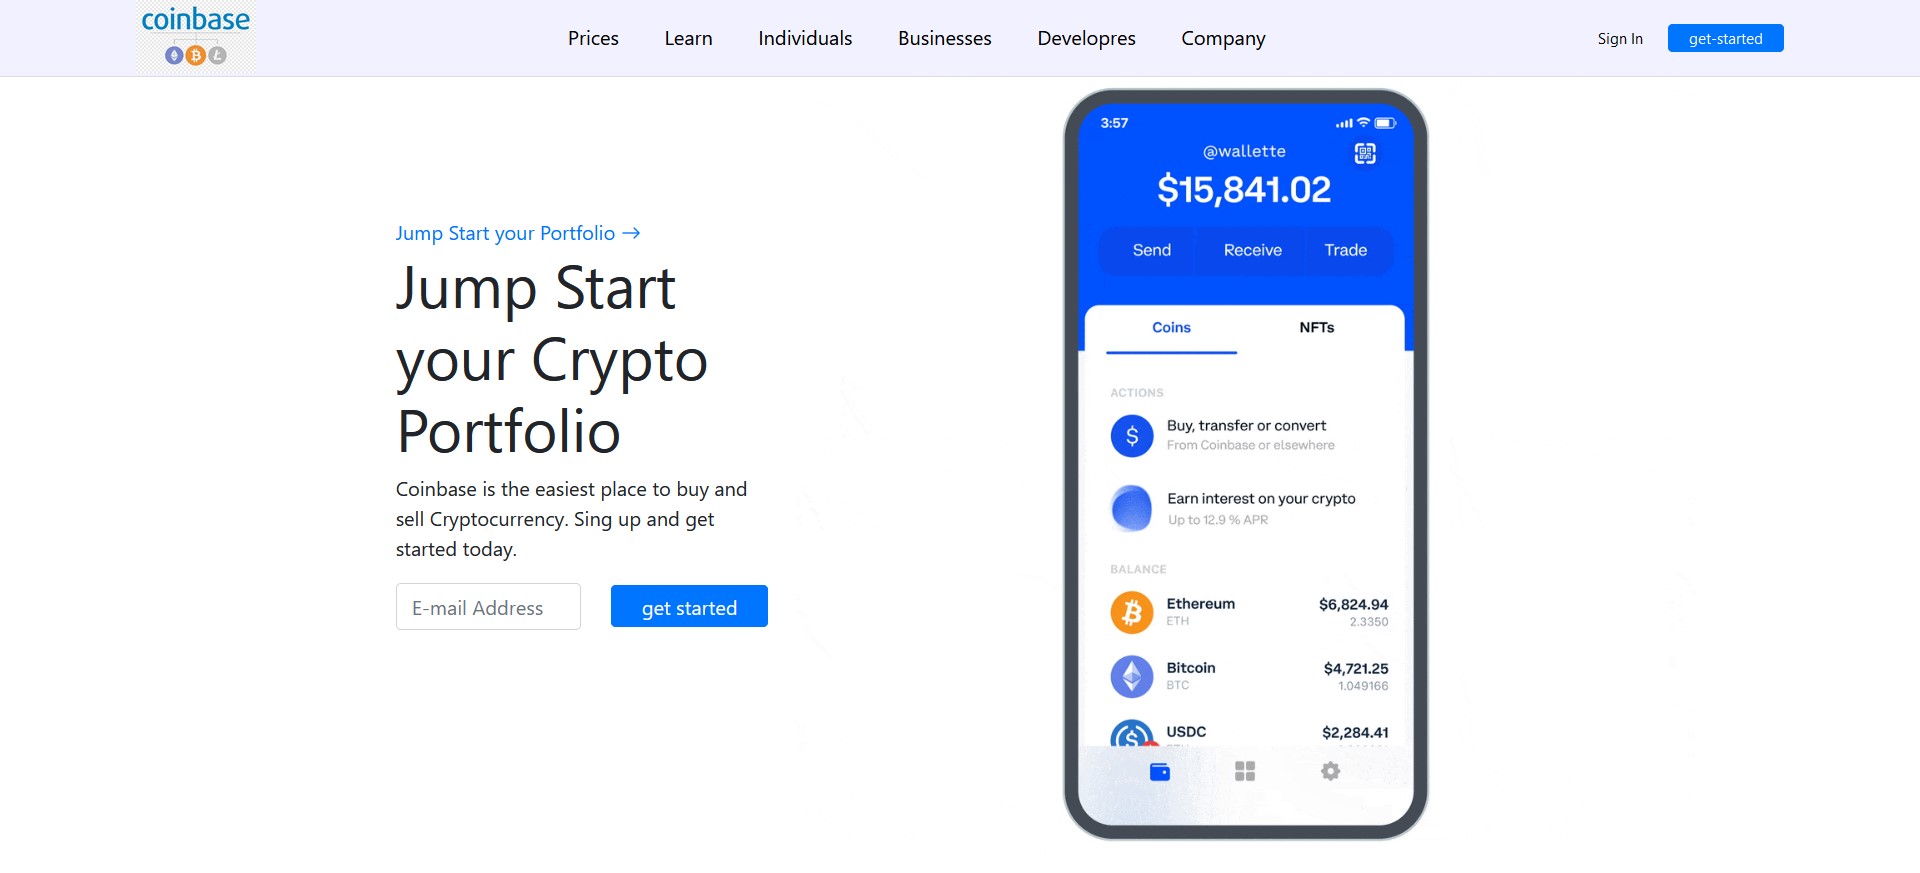 coinbase
Prices
Learn
Individuals
Businesses
Developres
Company
Sign In
get-started
Jump Start your Portfolio →
Jump Start
your Crypto
Portfolio
Coinbase is the easiest place to buy and
sell Cryptocurrency. Sing up and get
started today.
E-mail Address
get started
3:57
@wallette
$15,841.02
Send
Receive
Trade
Coins
NFTs
ACTIONS
$
Buy, transfer or convert
From Coinbase or elsewhere
Earn interest on your crypto
Up to 12.9 % APR
BALANCE
Ethereum
$6,824.94
ETH
2.3350
Bitcoin
$4,721.25
BTC
1.049166
USDC
$2,284.41